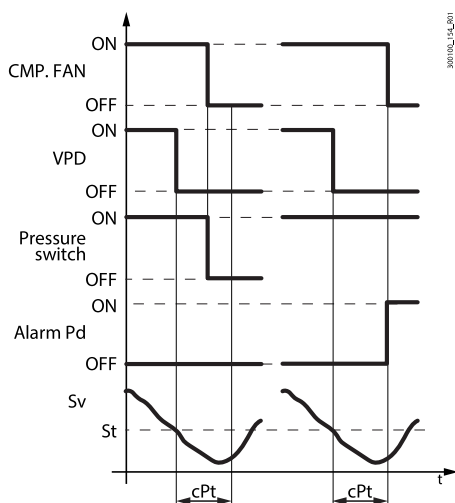 ON
CMP. FAN
OFF
ON
VPD
OFF
ON
Pressure
switch
OFF
ON
Alarm Pd
OFF
Sv
St
t
cPt
cPt
300100_154_R01